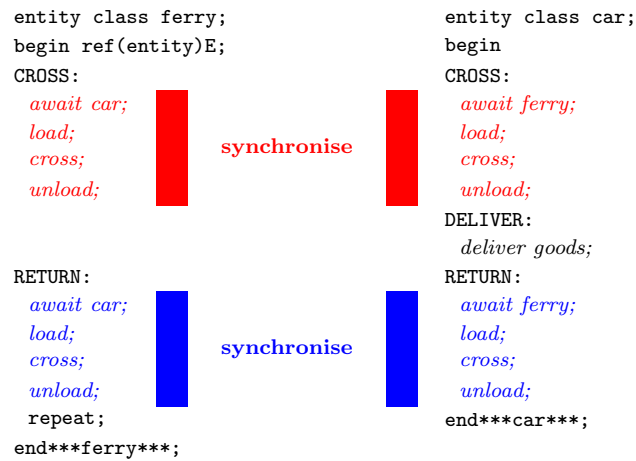 entity class ferry;
begin ref(entity)E;
CROSS:
await car;
load;
cross;
unload;
RETURN:
await car;
load;
cross;
unload;
repeat;
end***ferry***;
synchronise
synchronise
entity class car;
begin
CROSS:
await ferry;
load;
cross;
unload;
DELIVER:
deliver goods;
RETURN:
await ferry;
load;
cross;
unload;
end***car***;